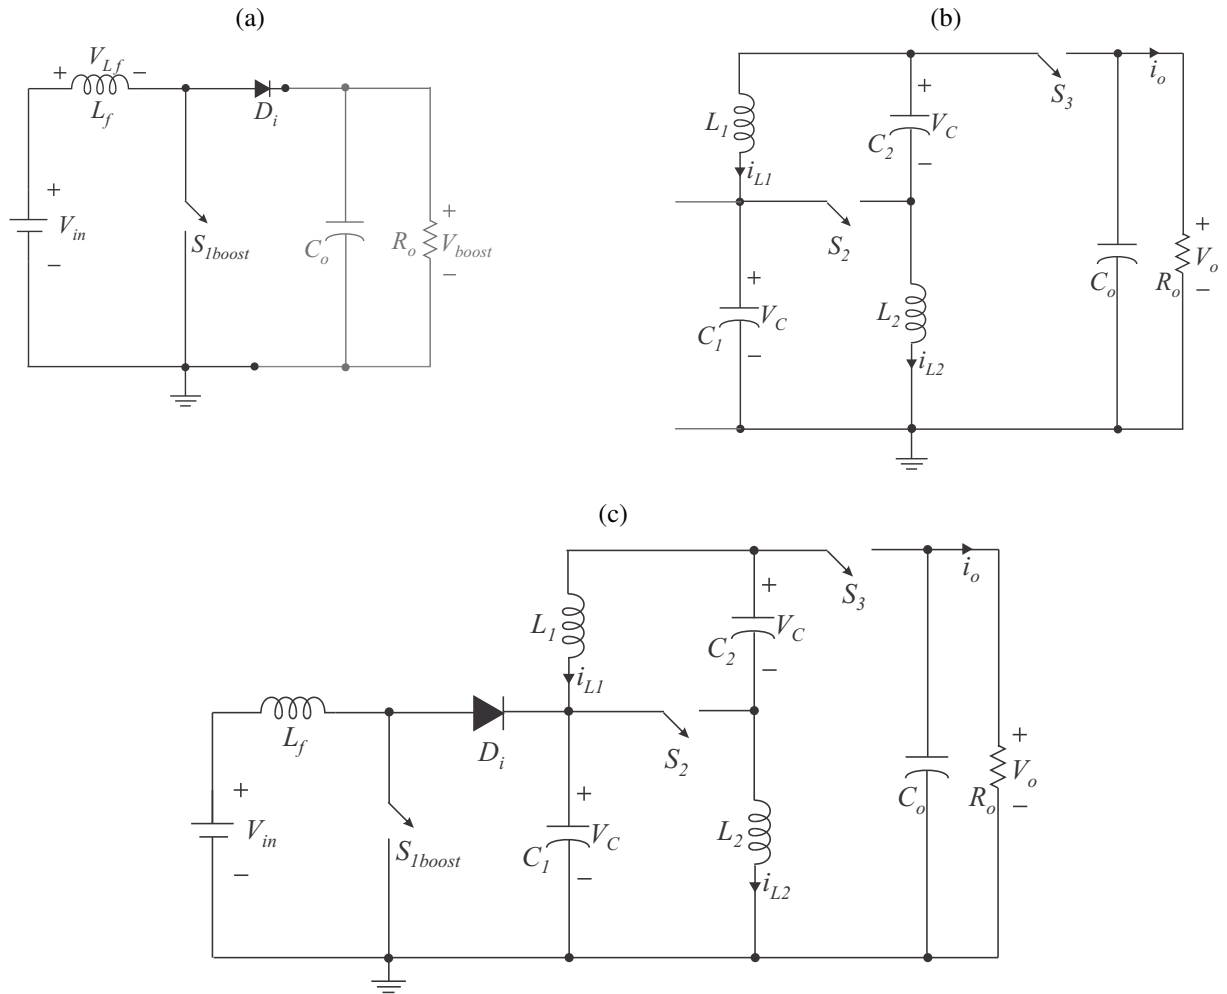 (a)
V_Lf
+ −
L_f
D_i
+
V_in
−
S_1boost
C_o
R_o
+
V_boost
−
(b)
L_1
i_L1
+
C_2
V_C
−
S_3
i_o
S_2
+
C_1
V_C
−
L_2
i_L2
C_o
R_o
+
V_o
−
(c)
L_1
i_L1
+
C_2
V_C
−
S_3
i_o
L_f
D_i
S_2
+
V_in
−
S_1boost
+
C_1
V_C
−
L_2
i_L2
C_o
R_o
+
V_o
−